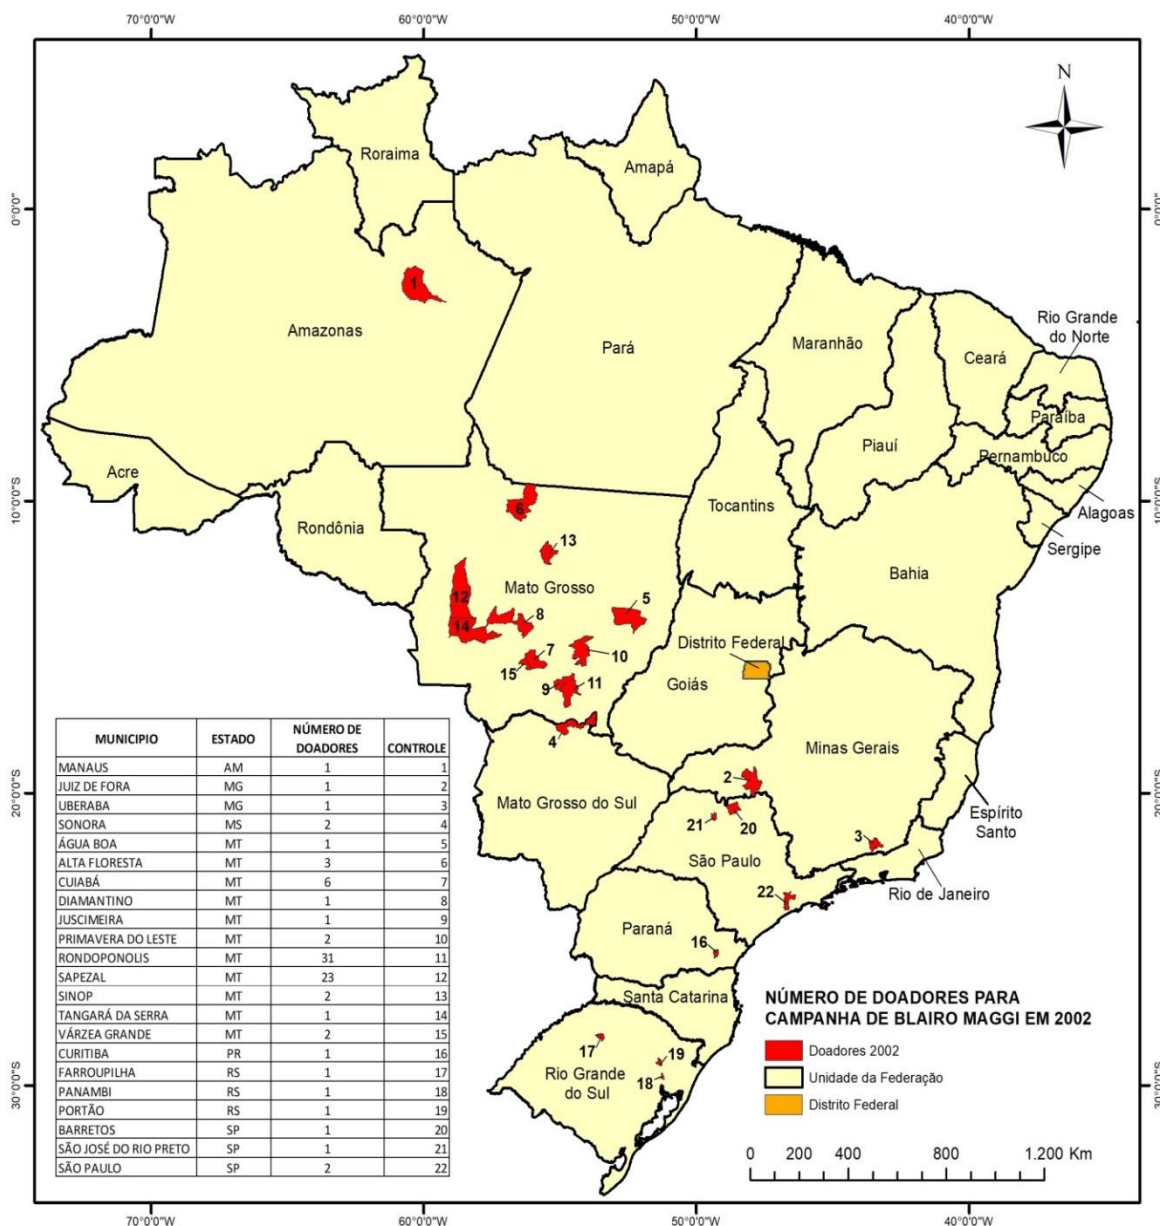 70°0'0"W 60°0'0"W 50°0'0"W 40°0'0"W
N
Roraima
Amapá
0°0'0" 0°0'0"
1
Amazonas
Pará
Maranhão
Ceará
Rio Grande
do Norte
Paraíba
Piauí
Pernambuco
Acre
Alagoas
Sergipe
10°0'0"S 10°0'0"S
Rondônia
Tocantins
Bahia
6
13
Mato Grosso
12
14
8
5
7
15
10
9
11
4
Distrito Federal
Goiás
Minas Gerais
Mato Grosso do Sul
Espírito
Santo
20°0'0"S 20°0'0"S
2
21
20
3
São Paulo
Rio de Janeiro
22
Paraná
16
Santa Catarina
17
19
Rio Grande
do Sul
18
30°0'0"S 30°0'0"S
MUNICIPIO ESTADO NÚMERO DE DOADORES CONTROLE
MANAUS AM 1 1
JUIZ DE FORA MG 1 2
UBERABA MG 1 3
SONORA MS 2 4
ÁGUA BOA MT 1 5
ALTA FLORESTA MT 3 6
CUIABÁ MT 6 7
DIAMANTINO MT 1 8
JUSCIMEIRA MT 1 9
PRIMAVERA DO LESTE MT 2 10
RONDOPONOLIS MT 31 11
SAPEZAL MT 23 12
SINOP MT 2 13
TANGARÁ DA SERRA MT 1 14
VÁRZEA GRANDE MT 2 15
CURITIBA PR 1 16
FARROUPILHA RS 1 17
PANAMBI RS 1 18
PORTÃO RS 1 19
BARRETOS SP 1 20
SÃO JOSÉ DO RIO PRETO SP 1 21
SÃO PAULO SP 2 22
NÚMERO DE DOADORES PARA
CAMPANHA DE BLAIRO MAGGI EM 2002
Doadores 2002
Unidade da Federação
Distrito Federal
0 200 400 800 1.200 Km
70°0'0"W 60°0'0"W 50°0'0"W 40°0'0"W